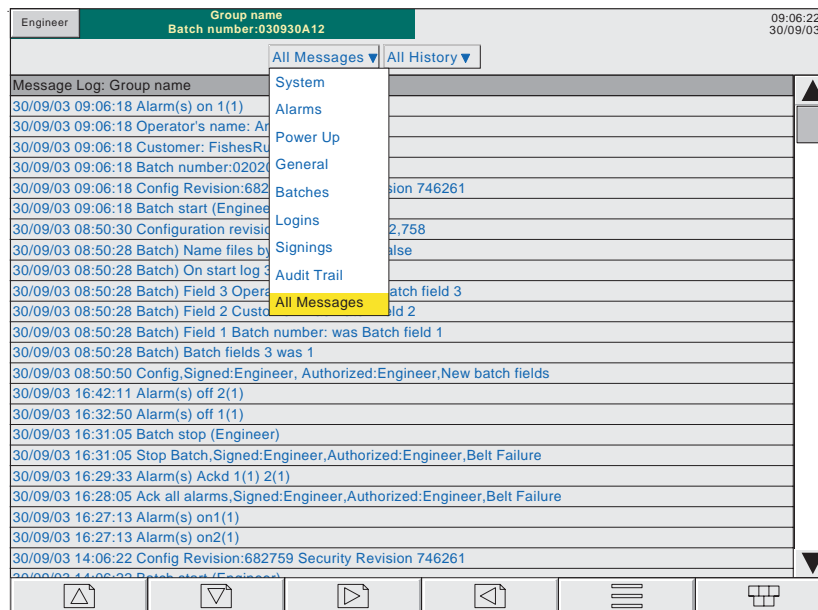 Engineer
Group name
Batch number:030930A12
09:06:22
30/09/03
All Messages
All History
System
Alarms
Power Up
General
Batches
Logins
Signings
Audit Trail
All Messages
Message Log: Group name
30/09/03 09:06:18 Alarm(s) on 1(1)
30/09/03 09:06:18 Operator's name:
30/09/03 09:06:18 Customer:
30/09/03 09:06:18 Batch number:0202
30/09/03 09:06:18 Config Revision:682 sion 746261
30/09/03 09:06:18 Batch start
30/09/03 08:50:30 Configuration 2,758
30/09/03 08:50:28 Batch) Name files by alse
30/09/03 08:50:28 Batch) On start log
30/09/03 08:50:28 Batch) Field 3 atch field 3
30/09/03 08:50:28 Batch) Field 2 2
30/09/03 08:50:28 Batch) Field 1 Batch number: was Batch field 1
30/09/03 08:50:28 Batch) Batch fields 3 was 1
30/09/03 08:50:50 Config,Signed:Engineer, Authorized:Engineer,New batch fields
30/09/03 16:42:11 Alarm(s) off 2(1)
30/09/03 16:32:50 Alarm(s) off 1(1)
30/09/03 16:31:05 Batch stop (Engineer)
30/09/03 16:31:05 Stop Batch,Signed:Engineer,Authorized:Engineer,Belt Failure
30/09/03 16:29:33 Alarm(s) Ackd 1(1) 2(1)
30/09/03 16:28:05 Ack all alarms,Signed:Engineer,Authorized:Engineer,Belt Failure
30/09/03 16:27:13 Alarm(s) on1(1)
30/09/03 16:27:13 Alarm(s) on2(1)
30/09/03 14:06:22 Config Revision:682759 Security Revision 746261